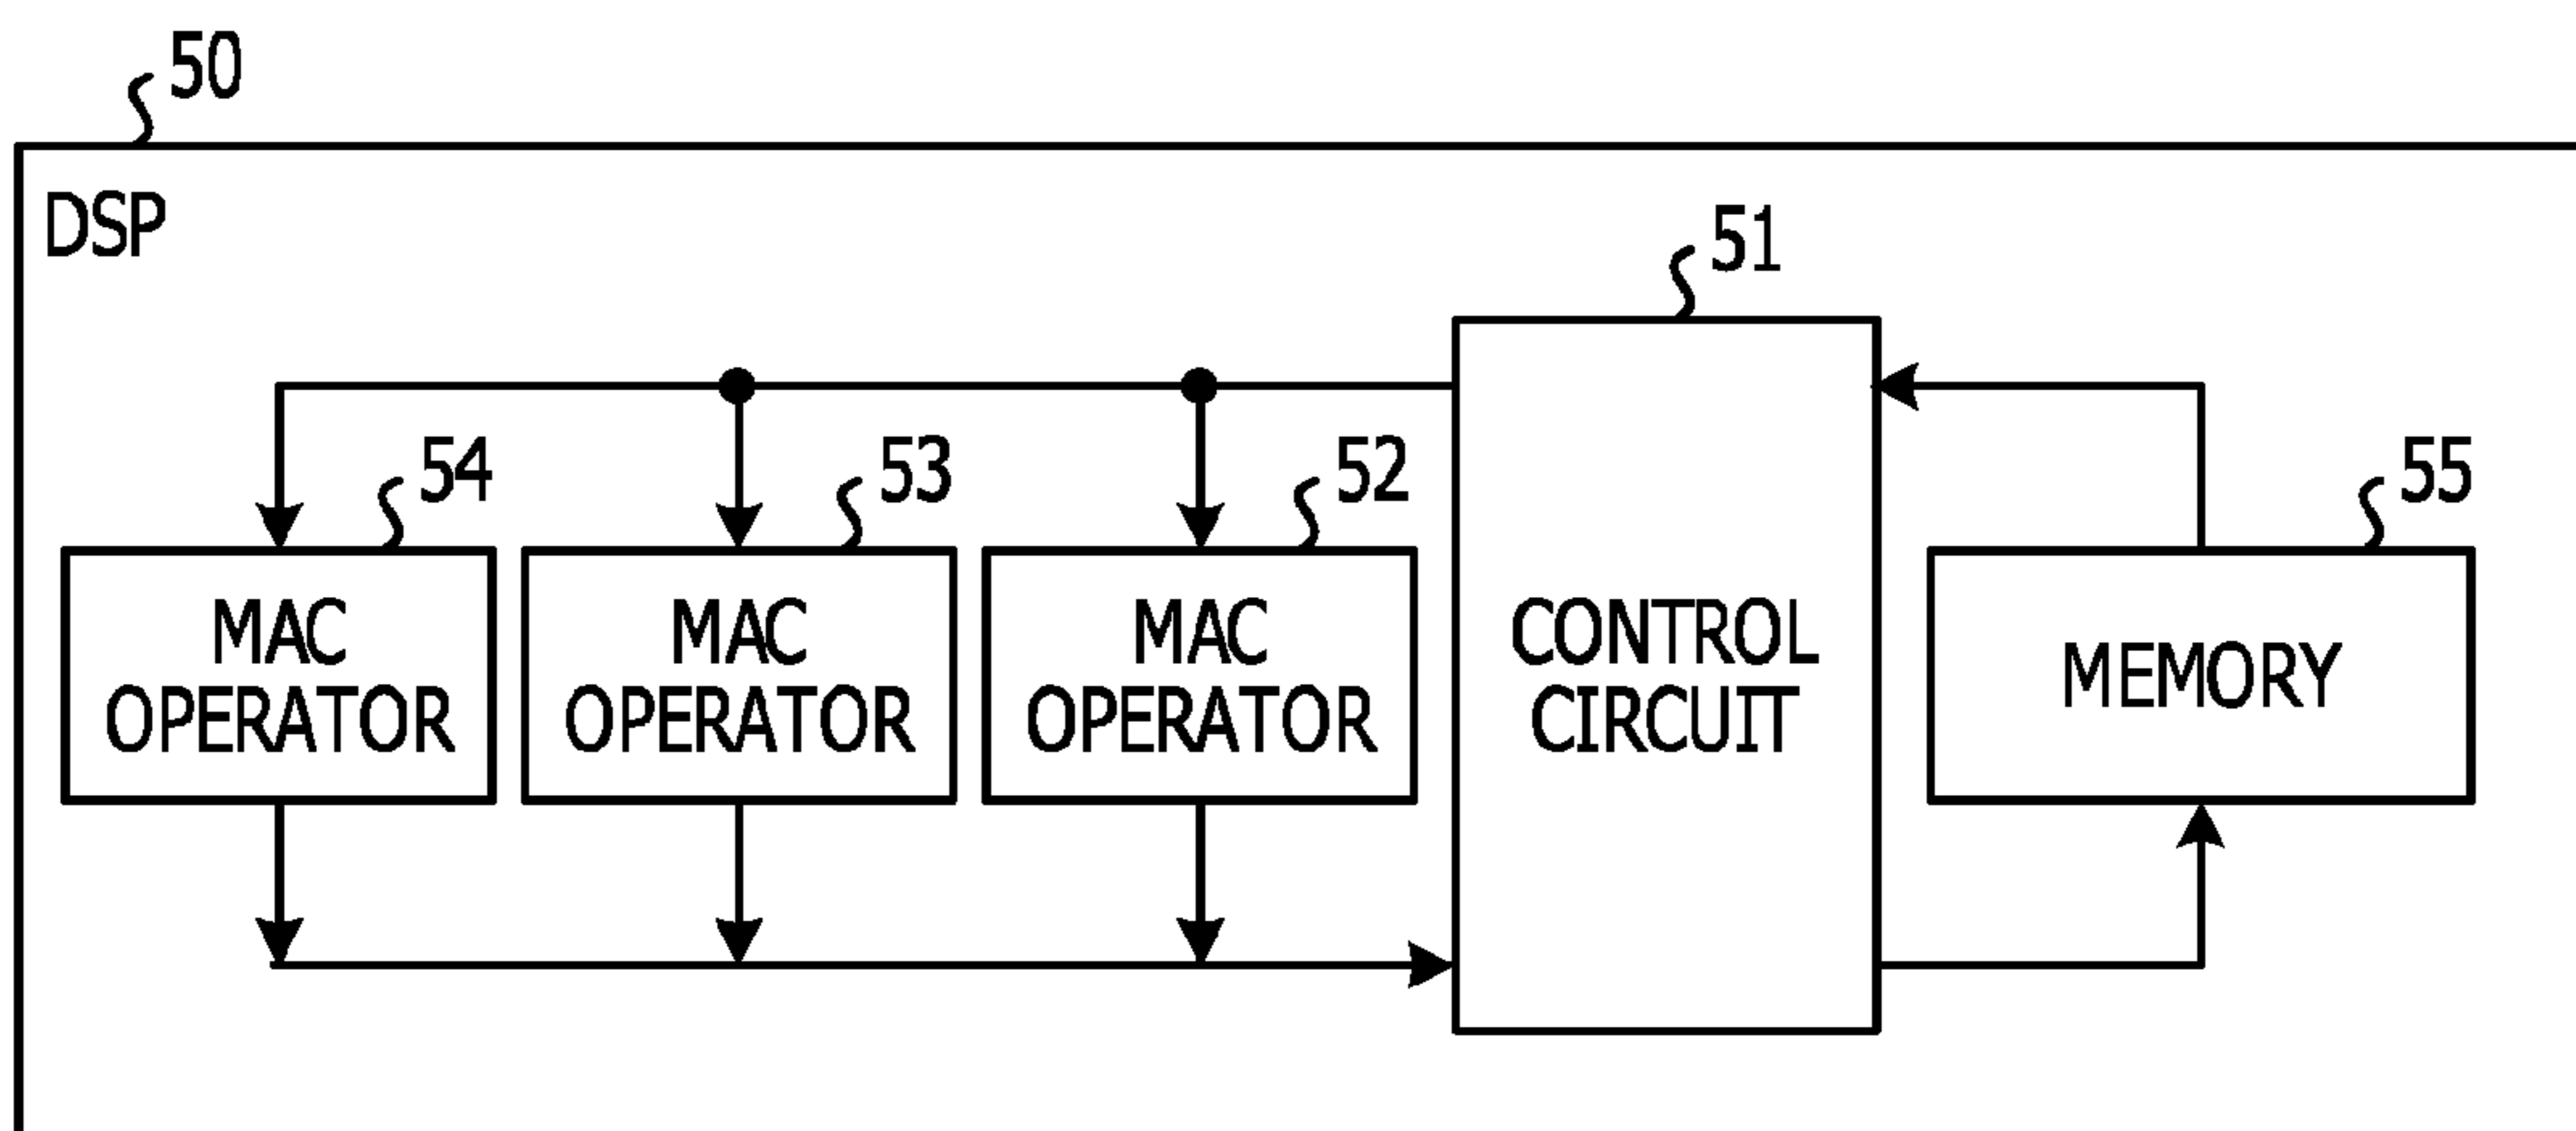 50
DSP
51
54
53
52
55
MAC
OPERATOR
MAC
OPERATOR
MAC
OPERATOR
CONTROL
CIRCUIT
MEMORY